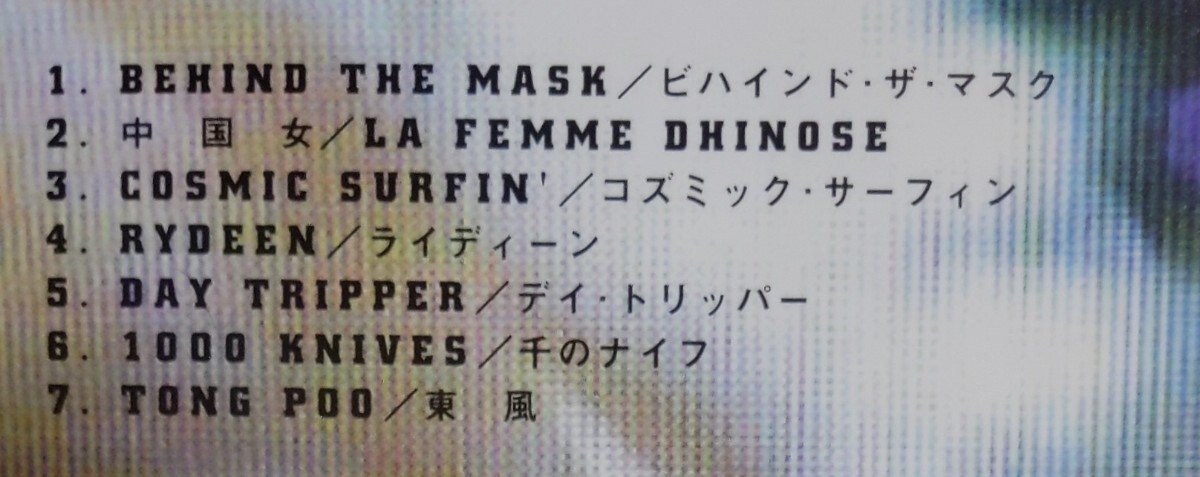 1. BEHIND THE MASK／ビハインド・ザ・マスク
2. 中国女／LA FEMME DHINOSE
3. COSMIC SURFIN'／コズミック・サーフィン
4. RYDEEN／ライディーン
5. DAY TRIPPER／デイ・トリッパー
6. 1000 KNIVES／千のナイフ
7. TONG POO／東風